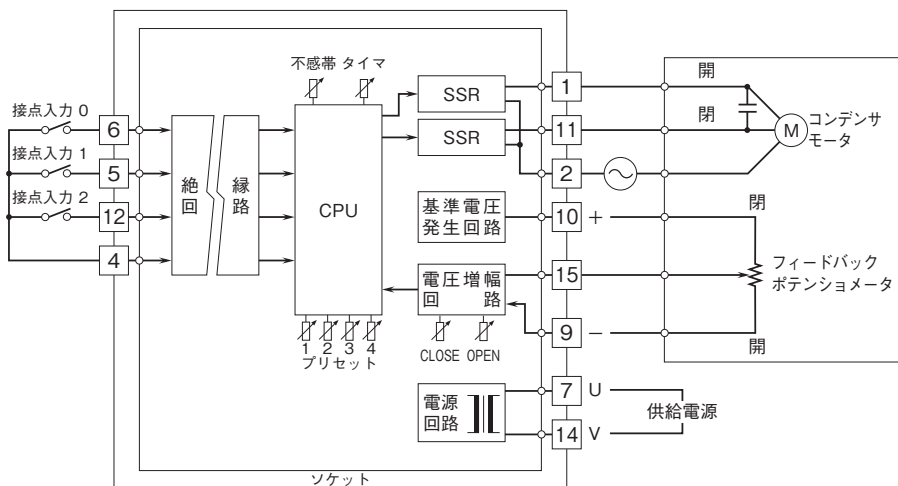 不感帯 タイマ
接点入力 0
6
接点入力 1
5
接点入力 2
12
4
絶縁
回路
CPU
1 2 3 4
プリセット
SSR
SSR
基準電圧
発生回路
電圧増幅
回路
CLOSE OPEN
電源
回路
ソケット
1
11
2
10 +
15
9 −
7 U
14 V
供給電源
開
閉
M
コンデンサ
モータ
閉
フィードバック
ポテンショメータ
開